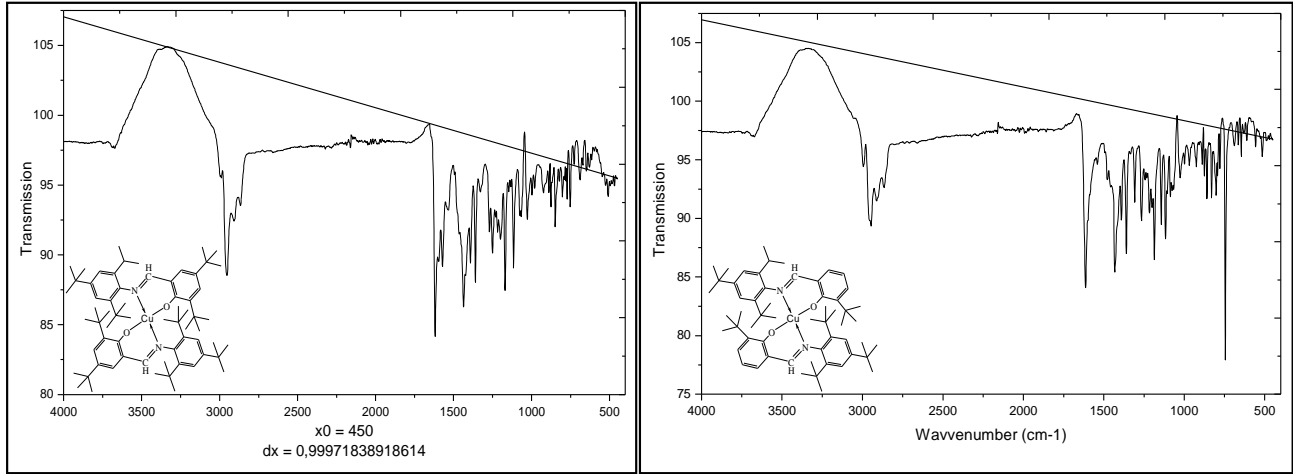 105
100
95
90
85
80
Transmission
H
C
N
O
Cu
O
N
C
H
4000 3500 3000 2500 2000 1500 1000 500
x0 = 450
dx = 0,99971838918614
105
100
95
90
85
80
75
Transmission
H
C
N
O
Cu
O
N
C
H
4000 3500 3000 2500 2000 1500 1000 500
Wavvenumber (cm-1)